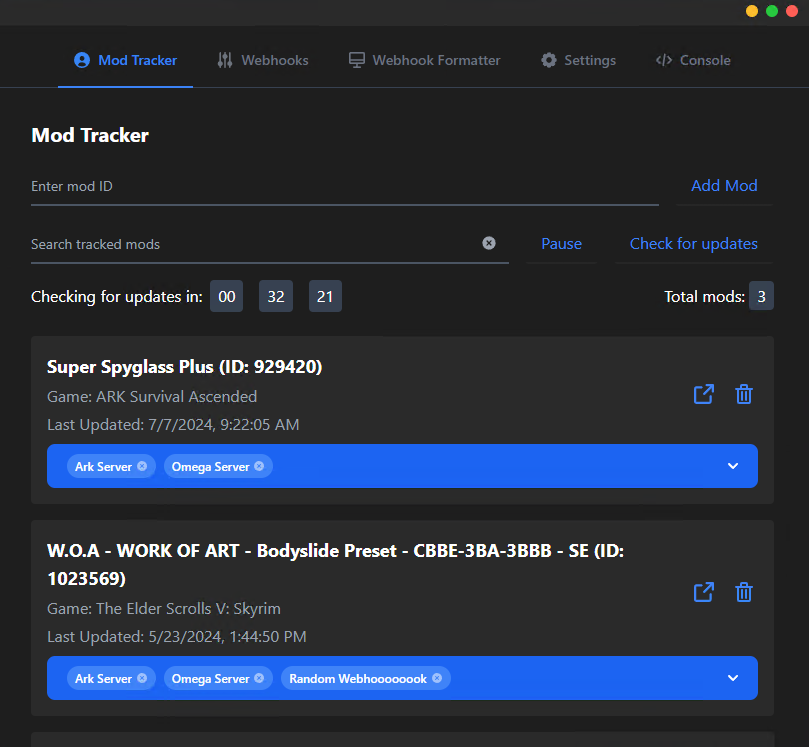 Mod Tracker Webhooks Webhook Formatter Settings Console
Mod Tracker
Enter mod ID Add Mod
Search tracked mods Pause Check for updates
Checking for updates in: 00 32 21 Total mods: 3
Super Spyglass Plus (ID: 929420)
Game: ARK Survival Ascended
Last Updated: 7/7/2024, 9:22:05 AM
Ark Server Omega Server
W.O.A - WORK OF ART - Bodyslide Preset - CBBE-3BA-3BBB - SE (ID:
1023569)
Game: The Elder Scrolls V: Skyrim
Last Updated: 5/23/2024, 1:44:50 PM
Ark Server Omega Server Random Webhoooooook